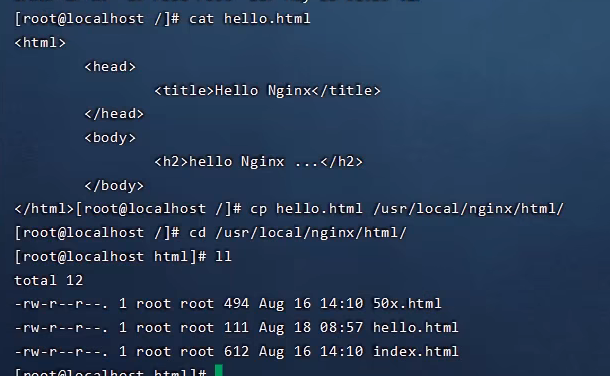 [root@localhost /]# cat hello.html
<html>
        <head>
                <title>Hello Nginx</title>
        </head>
        <body>
                <h2>hello Nginx ...</h2>
        </body>
</html>[root@localhost /]# cp hello.html /usr/local/nginx/html/
[root@localhost /]# cd /usr/local/nginx/html/
[root@localhost html]# ll
total 12
-rw-r--r--. 1 root root 494 Aug 16 14:10 50x.html
-rw-r--r--. 1 root root 111 Aug 18 08:57 hello.html
-rw-r--r--. 1 root root 612 Aug 16 14:10 index.html
[root@localhost html]#